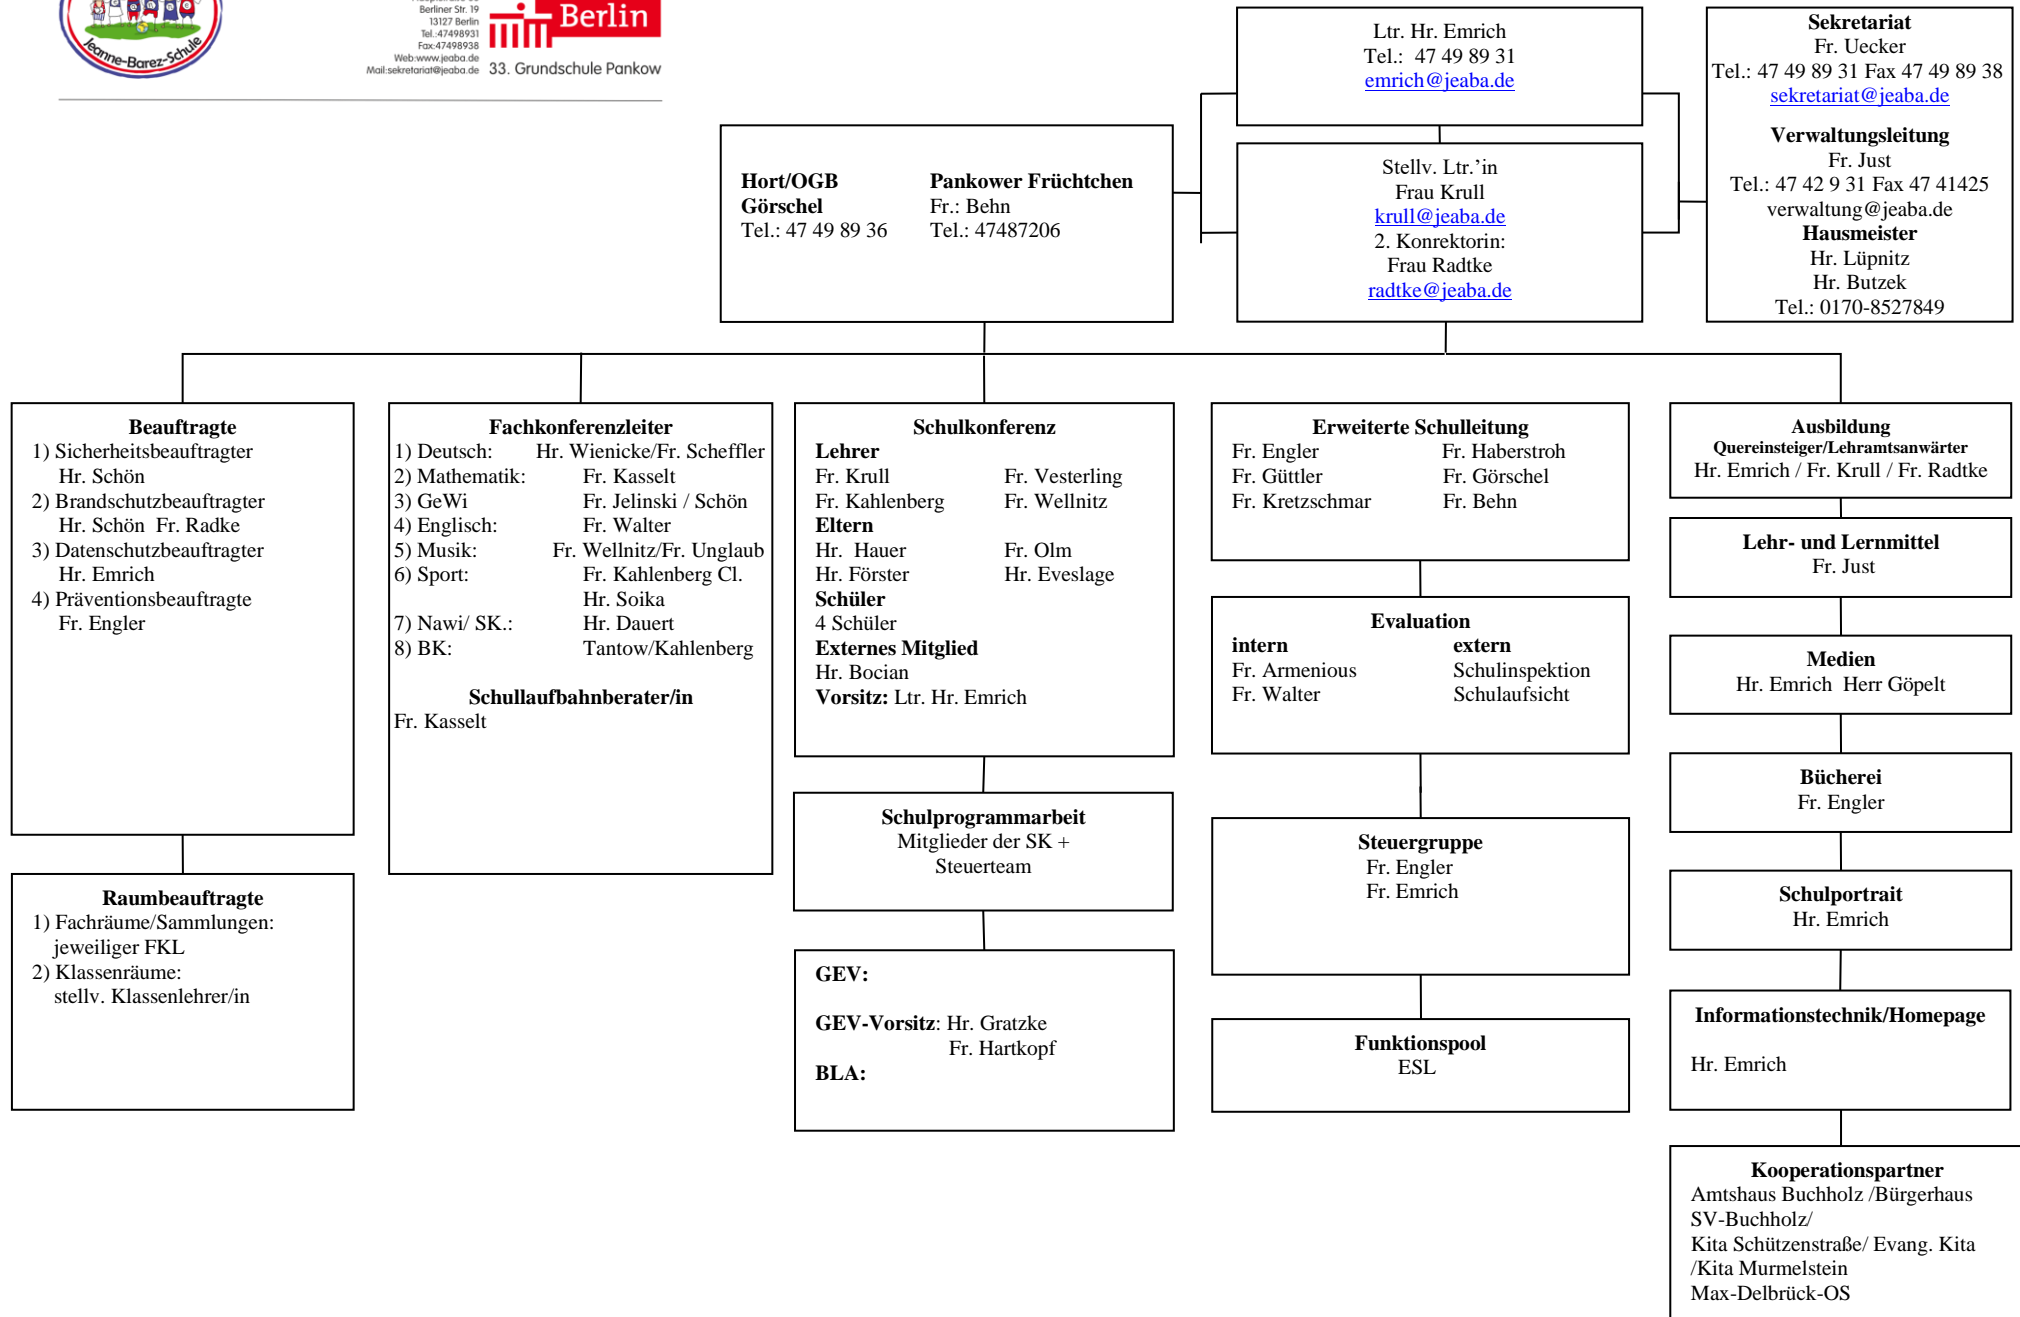 Jeanne-Barez-Schule
Berliner Str. 19
13127 Berlin
Tel.:47498931
Fax:47498938
Web:www.jeaba.de
Mail:sekretariat@jeaba.de
Berlin
33. Grundschule Pankow
Ltr. Hr. Emrich
Tel.: 47 49 89 31
emrich@jeaba.de
Sekretariat
Fr. Uecker
Tel.: 47 49 89 31 Fax 47 49 89 38
sekretariat@jeaba.de
Verwaltungsleitung
Fr. Just
Tel.: 47 42 9 31 Fax 47 41425
verwaltung@jeaba.de
Hausmeister
Hr. Lüpnitz
Hr. Butzek
Tel.: 0170-8527849
Hort/OGB Pankower Früchtchen
Görschel Fr.: Behn
Tel.: 47 49 89 36 Tel.: 47487206
Stellv. Ltr.’in
Frau Krull
krull@jeaba.de
2. Konrektorin:
Frau Radtke
radtke@jeaba.de
Beauftragte
1) Sicherheitsbeauftragter
Hr. Schön
2) Brandschutzbeauftragter
Hr. Schön Fr. Radke
3) Datenschutzbeauftragter
Hr. Emrich
4) Präventionsbeauftragte
Fr. Engler
Raumbeauftragte
1) Fachräume/Sammlungen:
jeweiliger FKL
2) Klassenräume:
stellv. Klassenlehrer/in
Fachkonferenzleiter
1) Deutsch: Hr. Wienicke/Fr. Scheffler
2) Mathematik: Fr. Kasselt
3) GeWi Fr. Jelinski / Schön
4) Englisch: Fr. Walter
5) Musik: Fr. Wellnitz/Fr. Unglaub
6) Sport: Fr. Kahlenberg Cl.
Hr. Soika
7) Nawi/ SK.: Hr. Dauert
8) BK: Tantow/Kahlenberg
Schullaufbahnberater/in
Fr. Kasselt
Schulkonferenz
Lehrer
Fr. Krull Fr. Vesterling
Fr. Kahlenberg Fr. Wellnitz
Eltern
Hr. Hauer Fr. Olm
Hr. Förster Hr. Eveslage
Schüler
4 Schüler
Externes Mitglied
Hr. Bocian
Vorsitz: Ltr. Hr. Emrich
Schulprogrammarbeit
Mitglieder der SK +
Steuerteam
GEV:
GEV-Vorsitz: Hr. Gratzke
Fr. Hartkopf
BLA:
Erweiterte Schulleitung
Fr. Engler Fr. Haberstroh
Fr. Güttler Fr. Görschel
Fr. Kretzschmar Fr. Behn
Evaluation
intern extern
Fr. Armenious Schulinspektion
Fr. Walter Schulaufsicht
Steuergruppe
Fr. Engler
Fr. Emrich
Funktionspool
ESL
Ausbildung
Quereinsteiger/Lehramtsanwärter
Hr. Emrich / Fr. Krull / Fr. Radtke
Lehr- und Lernmittel
Fr. Just
Medien
Hr. Emrich Herr Göpelt
Bücherei
Fr. Engler
Schulportrait
Hr. Emrich
Informationstechnik/Homepage
Hr. Emrich
Kooperationspartner
Amtshaus Buchholz /Bürgerhaus
SV-Buchholz/
Kita Schützenstraße/ Evang. Kita
/Kita Murmelstein
Max-Delbrück-OS